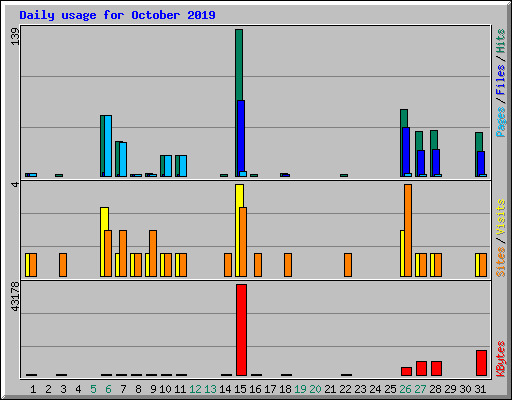 Daily usage for October 2019
139
Pages / Files / Hits
4
Sites / Visits
43178
KBytes
1 2 3 4 5 6 7 8 9 10 11 12 13 14 15 16 17 18 19 20 21 22 23 24 25 26 27 28 29 30 31